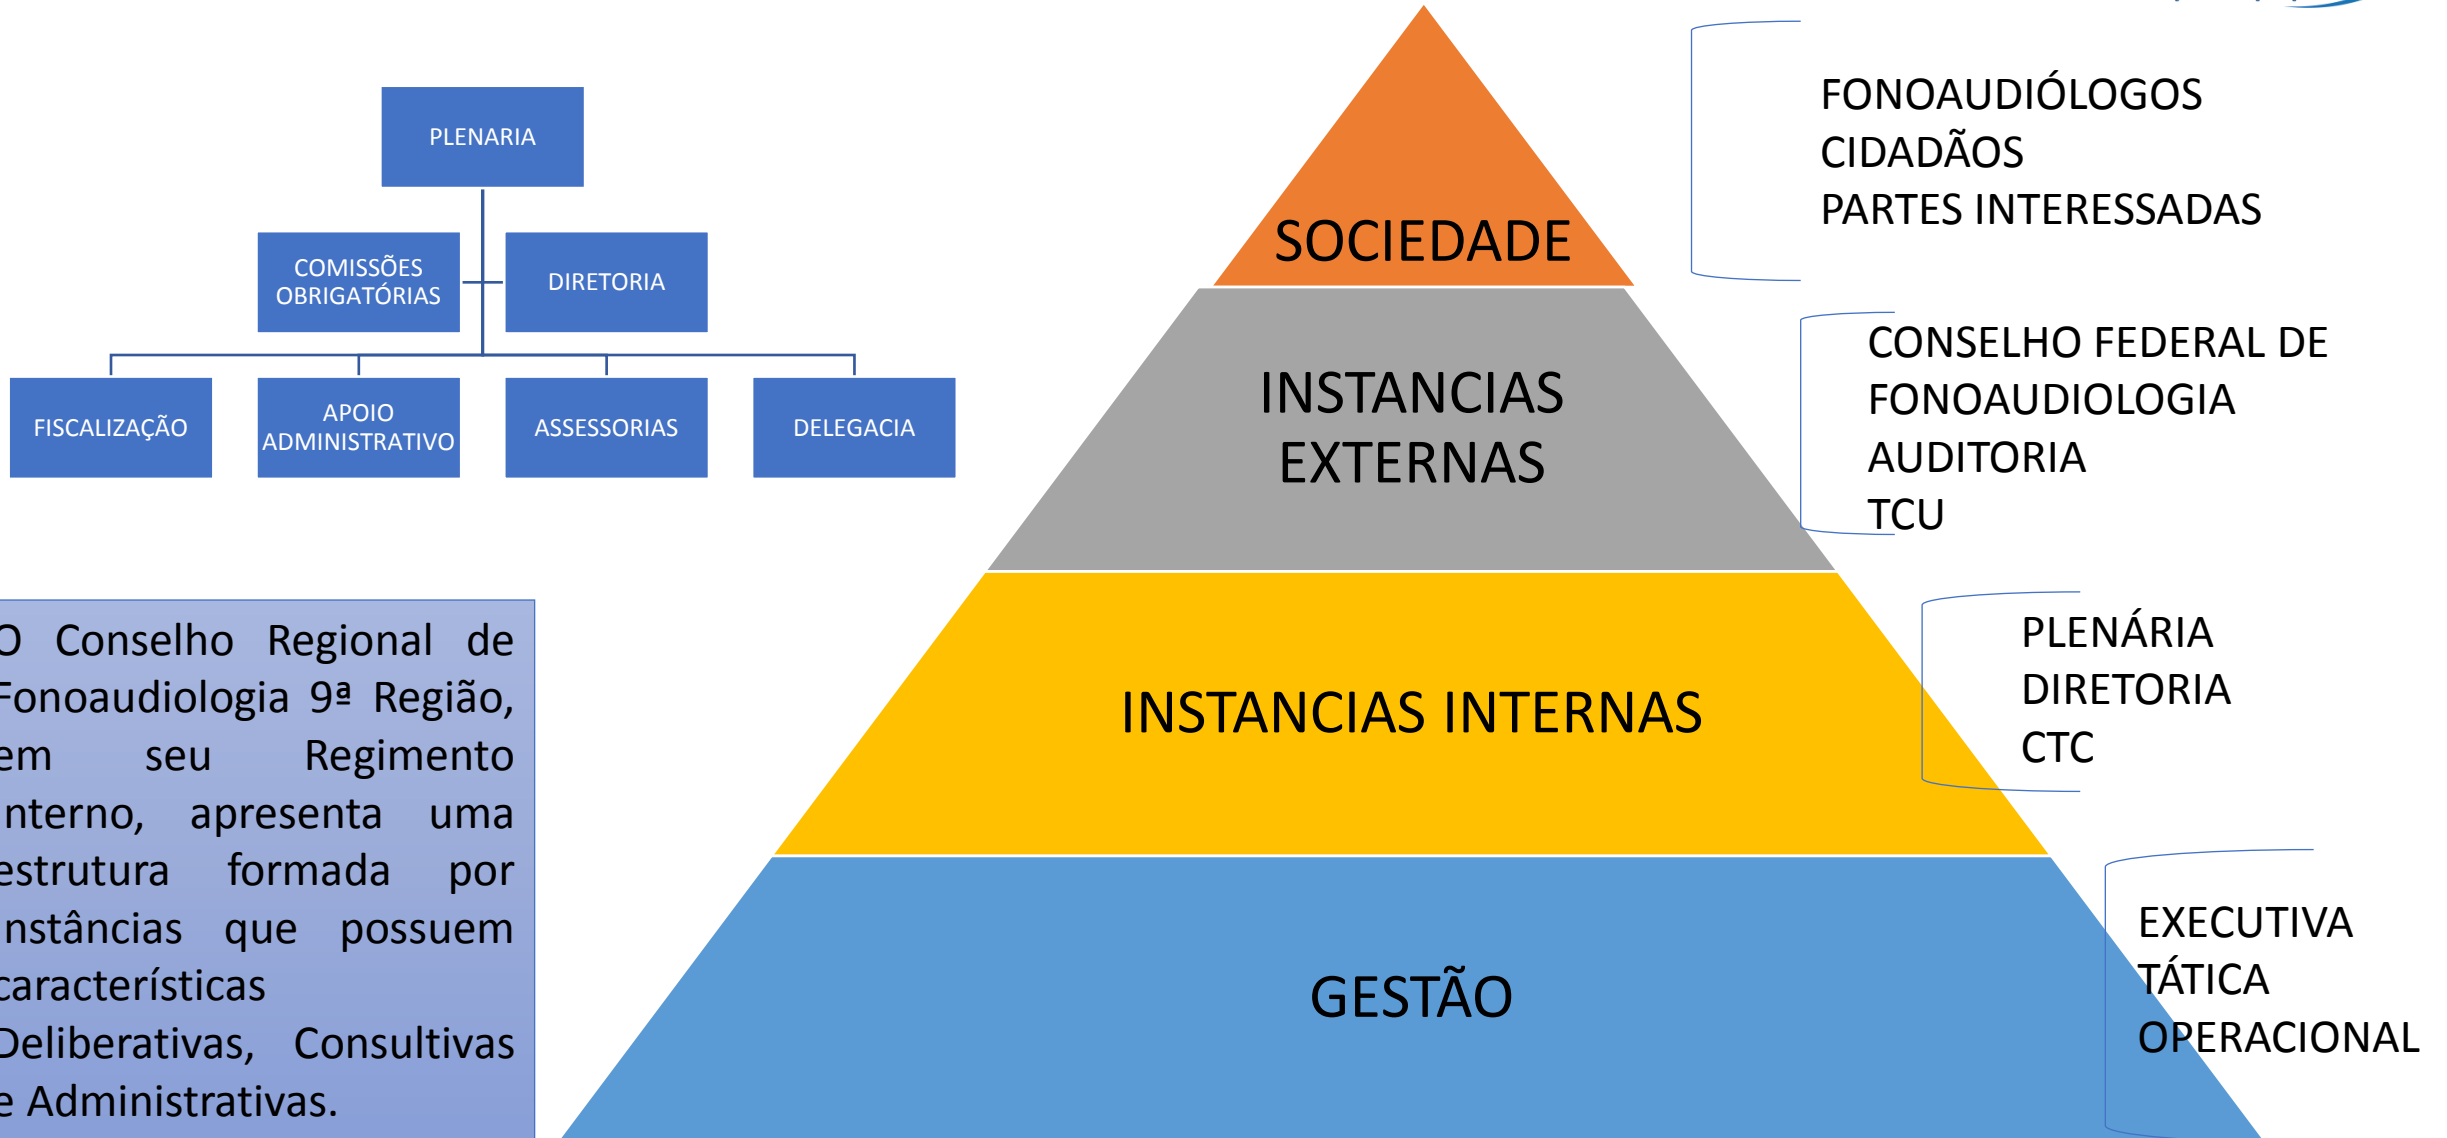 PLENARIA
COMISSÕES
OBRIGATÓRIAS
DIRETORIA
FISCALIZAÇÃO
APOIO
ADMINISTRATIVO
ASSESSORIAS
DELEGACIA
O Conselho Regional de
Fonoaudiologia 9ª Região,
em seu Regimento
Interno, apresenta uma
estrutura formada por
instâncias que possuem
características
Deliberativas, Consultivas
e Administrativas.
SOCIEDADE
INSTANCIAS
EXTERNAS
INSTANCIAS INTERNAS
GESTÃO
FONOAUDIÓLOGOS
CIDADÃOS
PARTES INTERESSADAS
CONSELHO FEDERAL DE
FONOAUDIOLOGIA
AUDITORIA
TCU
PLENÁRIA
DIRETORIA
CTC
EXECUTIVA
TÁTICA
OPERACIONAL